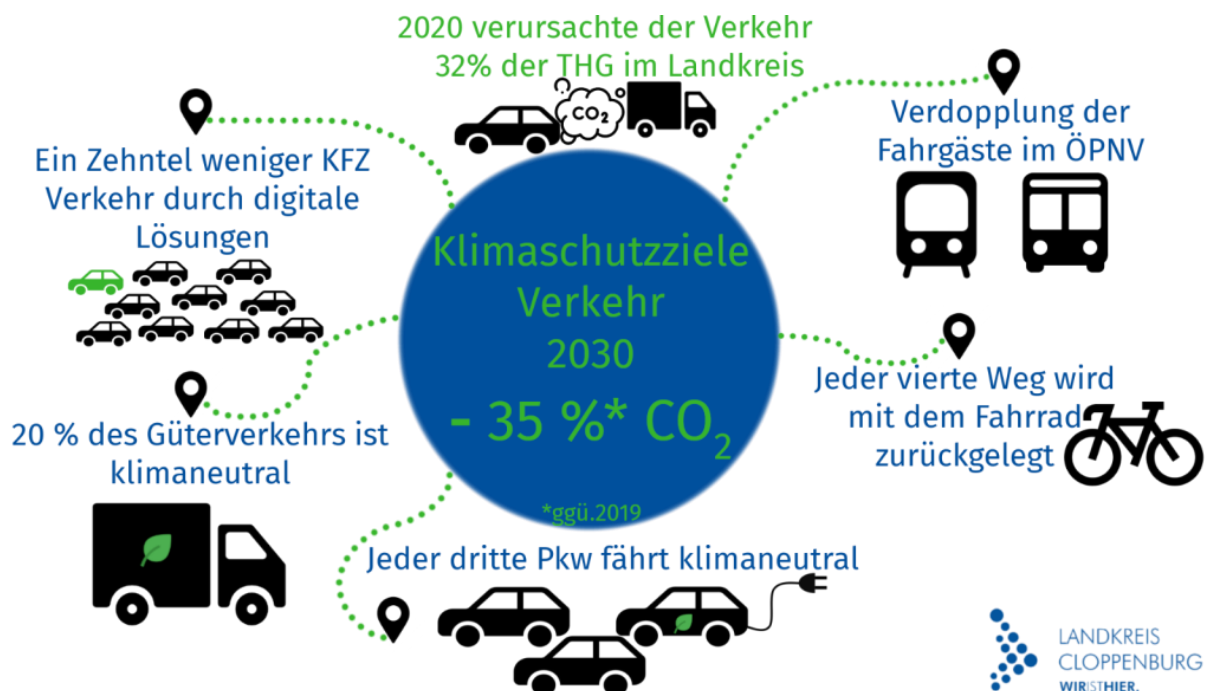 2020 verursachte der Verkehr
32% der THG im Landkreis
CO₂
Ein Zehntel weniger KFZ
Verkehr durch digitale
Lösungen
Verdopplung der
Fahrgäste im ÖPNV
Klimaschutzziele
Verkehr
2030
- 35 %* CO₂
*ggü.2019
20 % des Güterverkehrs ist
klimaneutral
Jeder vierte Weg wird
mit dem Fahrrad
zurückgelegt
Jeder dritte Pkw fährt klimaneutral
LANDKREIS
CLOPPENBURG
WIRISTHIER.